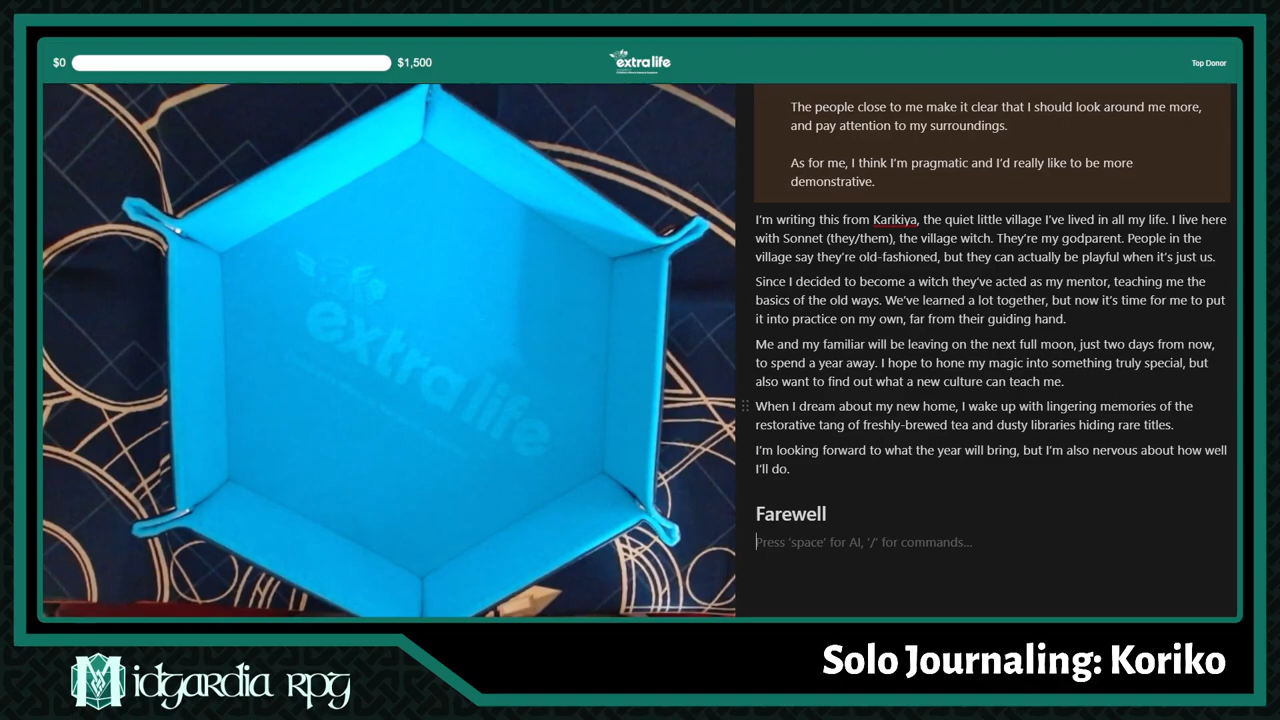 $0
$1,500
extralife
Top Donor
The people close to me make it clear that I should look around me more,
and pay attention to my surroundings.
As for me, I think I’m pragmatic and I’d really like to be more
demonstrative.
I’m writing this from Karikiya, the quiet little village I’ve lived in all my life. I live here
with Sonnet (they/them), the village witch. They’re my godparent. People in the
village say they’re old-fashioned, but they can actually be playful when it’s just us.
Since I decided to become a witch they’ve acted as my mentor, teaching me the
basics of the old ways. We’ve learned a lot together, but now it’s time for me to put
it into practice on my own, far from their guiding hand.
Me and my familiar will be leaving on the next full moon, just two days from now,
to spend a year away. I hope to hone my magic into something truly special, but
also want to find out what a new culture can teach me.
When I dream about my new home, I wake up with lingering memories of the
restorative tang of freshly-brewed tea and dusty libraries hiding rare titles.
I’m looking forward to what the year will bring, but I’m also nervous about how well
I’ll do.
Farewell
Press ‘space’ for AI, ‘/’ for commands...
extralife
Midgardia RPG
Solo Journaling: Koriko